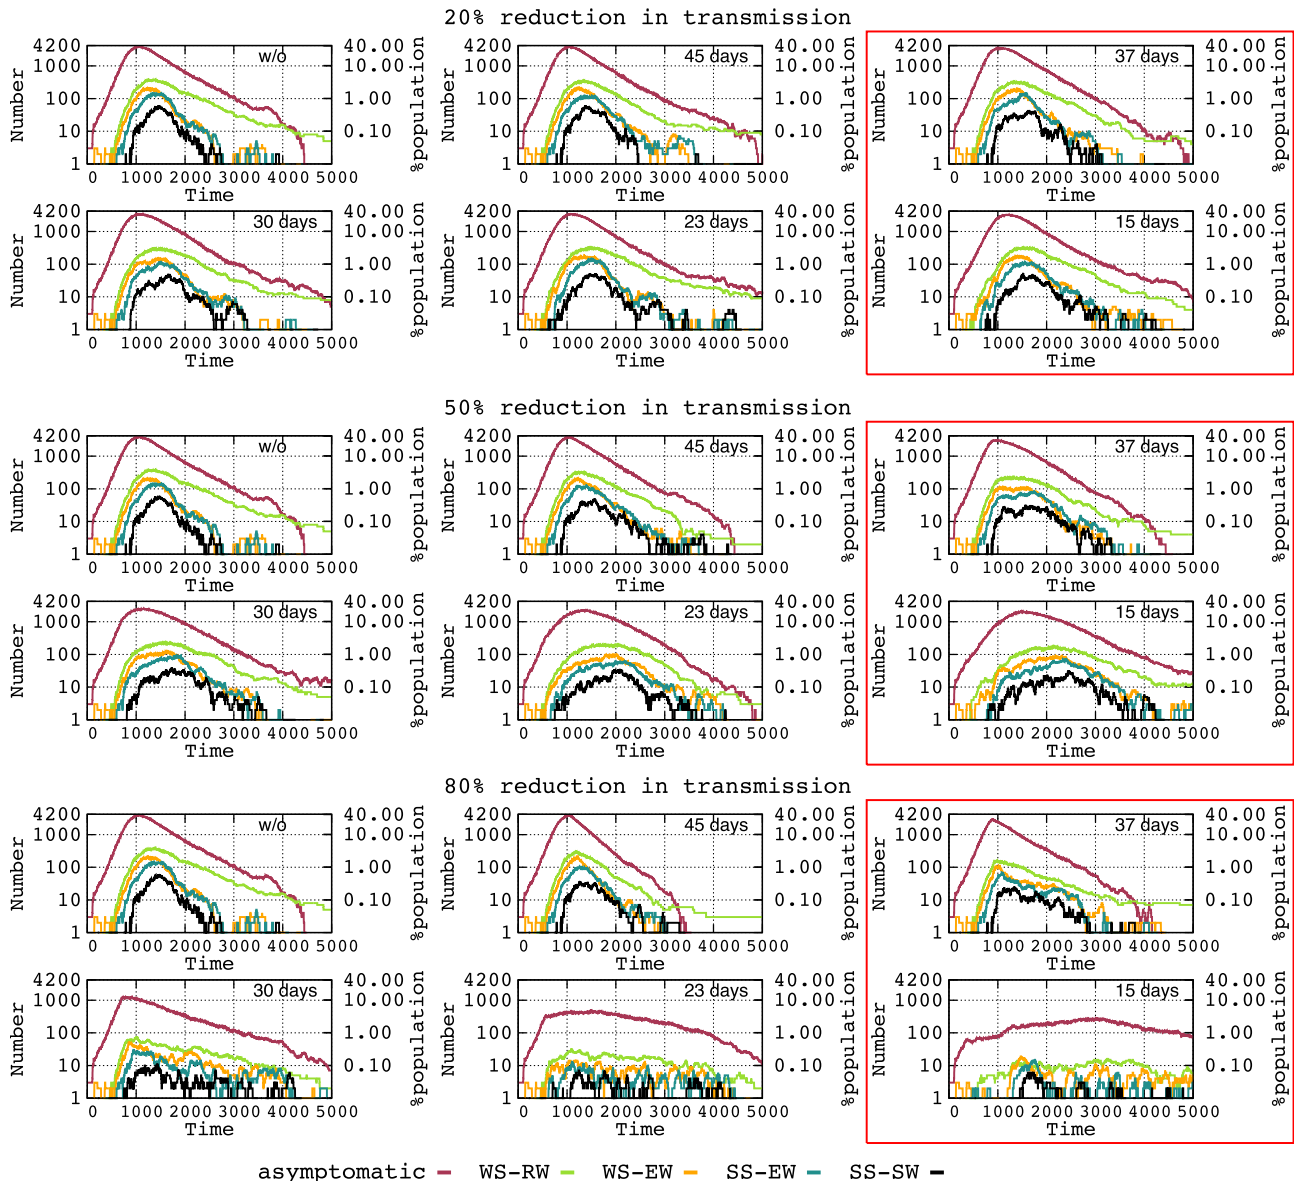 20% reduction in transmission
4200 1000 100 10 1 Number w/o 40.00 10.00 1.00 0.10 %population
0 1000 2000 3000 4000 5000
Time
4200 1000 100 10 1 Number 45 days 40.00 10.00 1.00 0.10 %population
0 1000 2000 3000 4000 5000
Time
4200 1000 100 10 1 Number 37 days 40.00 10.00 1.00 0.10 %population
0 1000 2000 3000 4000 5000
Time
4200 1000 100 10 1 Number 30 days 40.00 10.00 1.00 0.10 %population
0 1000 2000 3000 4000 5000
Time
4200 1000 100 10 1 Number 23 days 40.00 10.00 1.00 0.10 %population
0 1000 2000 3000 4000 5000
Time
4200 1000 100 10 1 Number 15 days 40.00 10.00 1.00 0.10 %population
0 1000 2000 3000 4000 5000
Time
50% reduction in transmission
4200 1000 100 10 1 Number w/o 40.00 10.00 1.00 0.10 %population
0 1000 2000 3000 4000 5000
Time
4200 1000 100 10 1 Number 45 days 40.00 10.00 1.00 0.10 %population
0 1000 2000 3000 4000 5000
Time
4200 1000 100 10 1 Number 37 days 40.00 10.00 1.00 0.10 %population
0 1000 2000 3000 4000 5000
Time
4200 1000 100 10 1 Number 30 days 40.00 10.00 1.00 0.10 %population
0 1000 2000 3000 4000 5000
Time
4200 1000 100 10 1 Number 23 days 40.00 10.00 1.00 0.10 %population
0 1000 2000 3000 4000 5000
Time
4200 1000 100 10 1 Number 15 days 40.00 10.00 1.00 0.10 %population
0 1000 2000 3000 4000 5000
Time
80% reduction in transmission
4200 1000 100 10 1 Number w/o 40.00 10.00 1.00 0.10 %population
0 1000 2000 3000 4000 5000
Time
4200 1000 100 10 1 Number 45 days 40.00 10.00 1.00 0.10 %population
0 1000 2000 3000 4000 5000
Time
4200 1000 100 10 1 Number 37 days 40.00 10.00 1.00 0.10 %population
0 1000 2000 3000 4000 5000
Time
4200 1000 100 10 1 Number 30 days 40.00 10.00 1.00 0.10 %population
0 1000 2000 3000 4000 5000
Time
4200 1000 100 10 1 Number 23 days 40.00 10.00 1.00 0.10 %population
0 1000 2000 3000 4000 5000
Time
4200 1000 100 10 1 Number 15 days 40.00 10.00 1.00 0.10 %population
0 1000 2000 3000 4000 5000
Time
asymptomatic WS-RW WS-EW SS-EW SS-SW